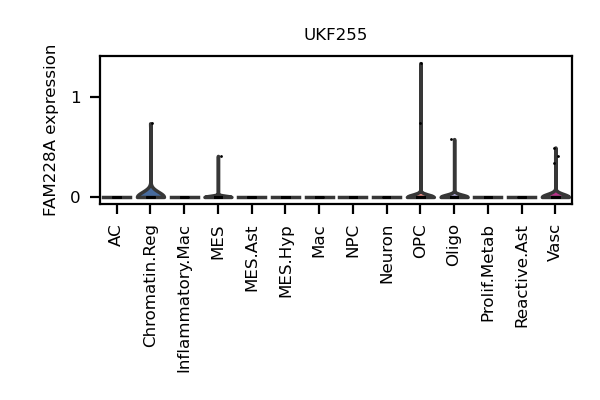 UKF255
FAM228A expression
1
0
AC
Chromatin.Reg
Inflammatory.Mac
MES
MES.Ast
MES.Hyp
Mac
NPC
Neuron
OPC
Oligo
Prolif.Metab
Reactive.Ast
Vasc